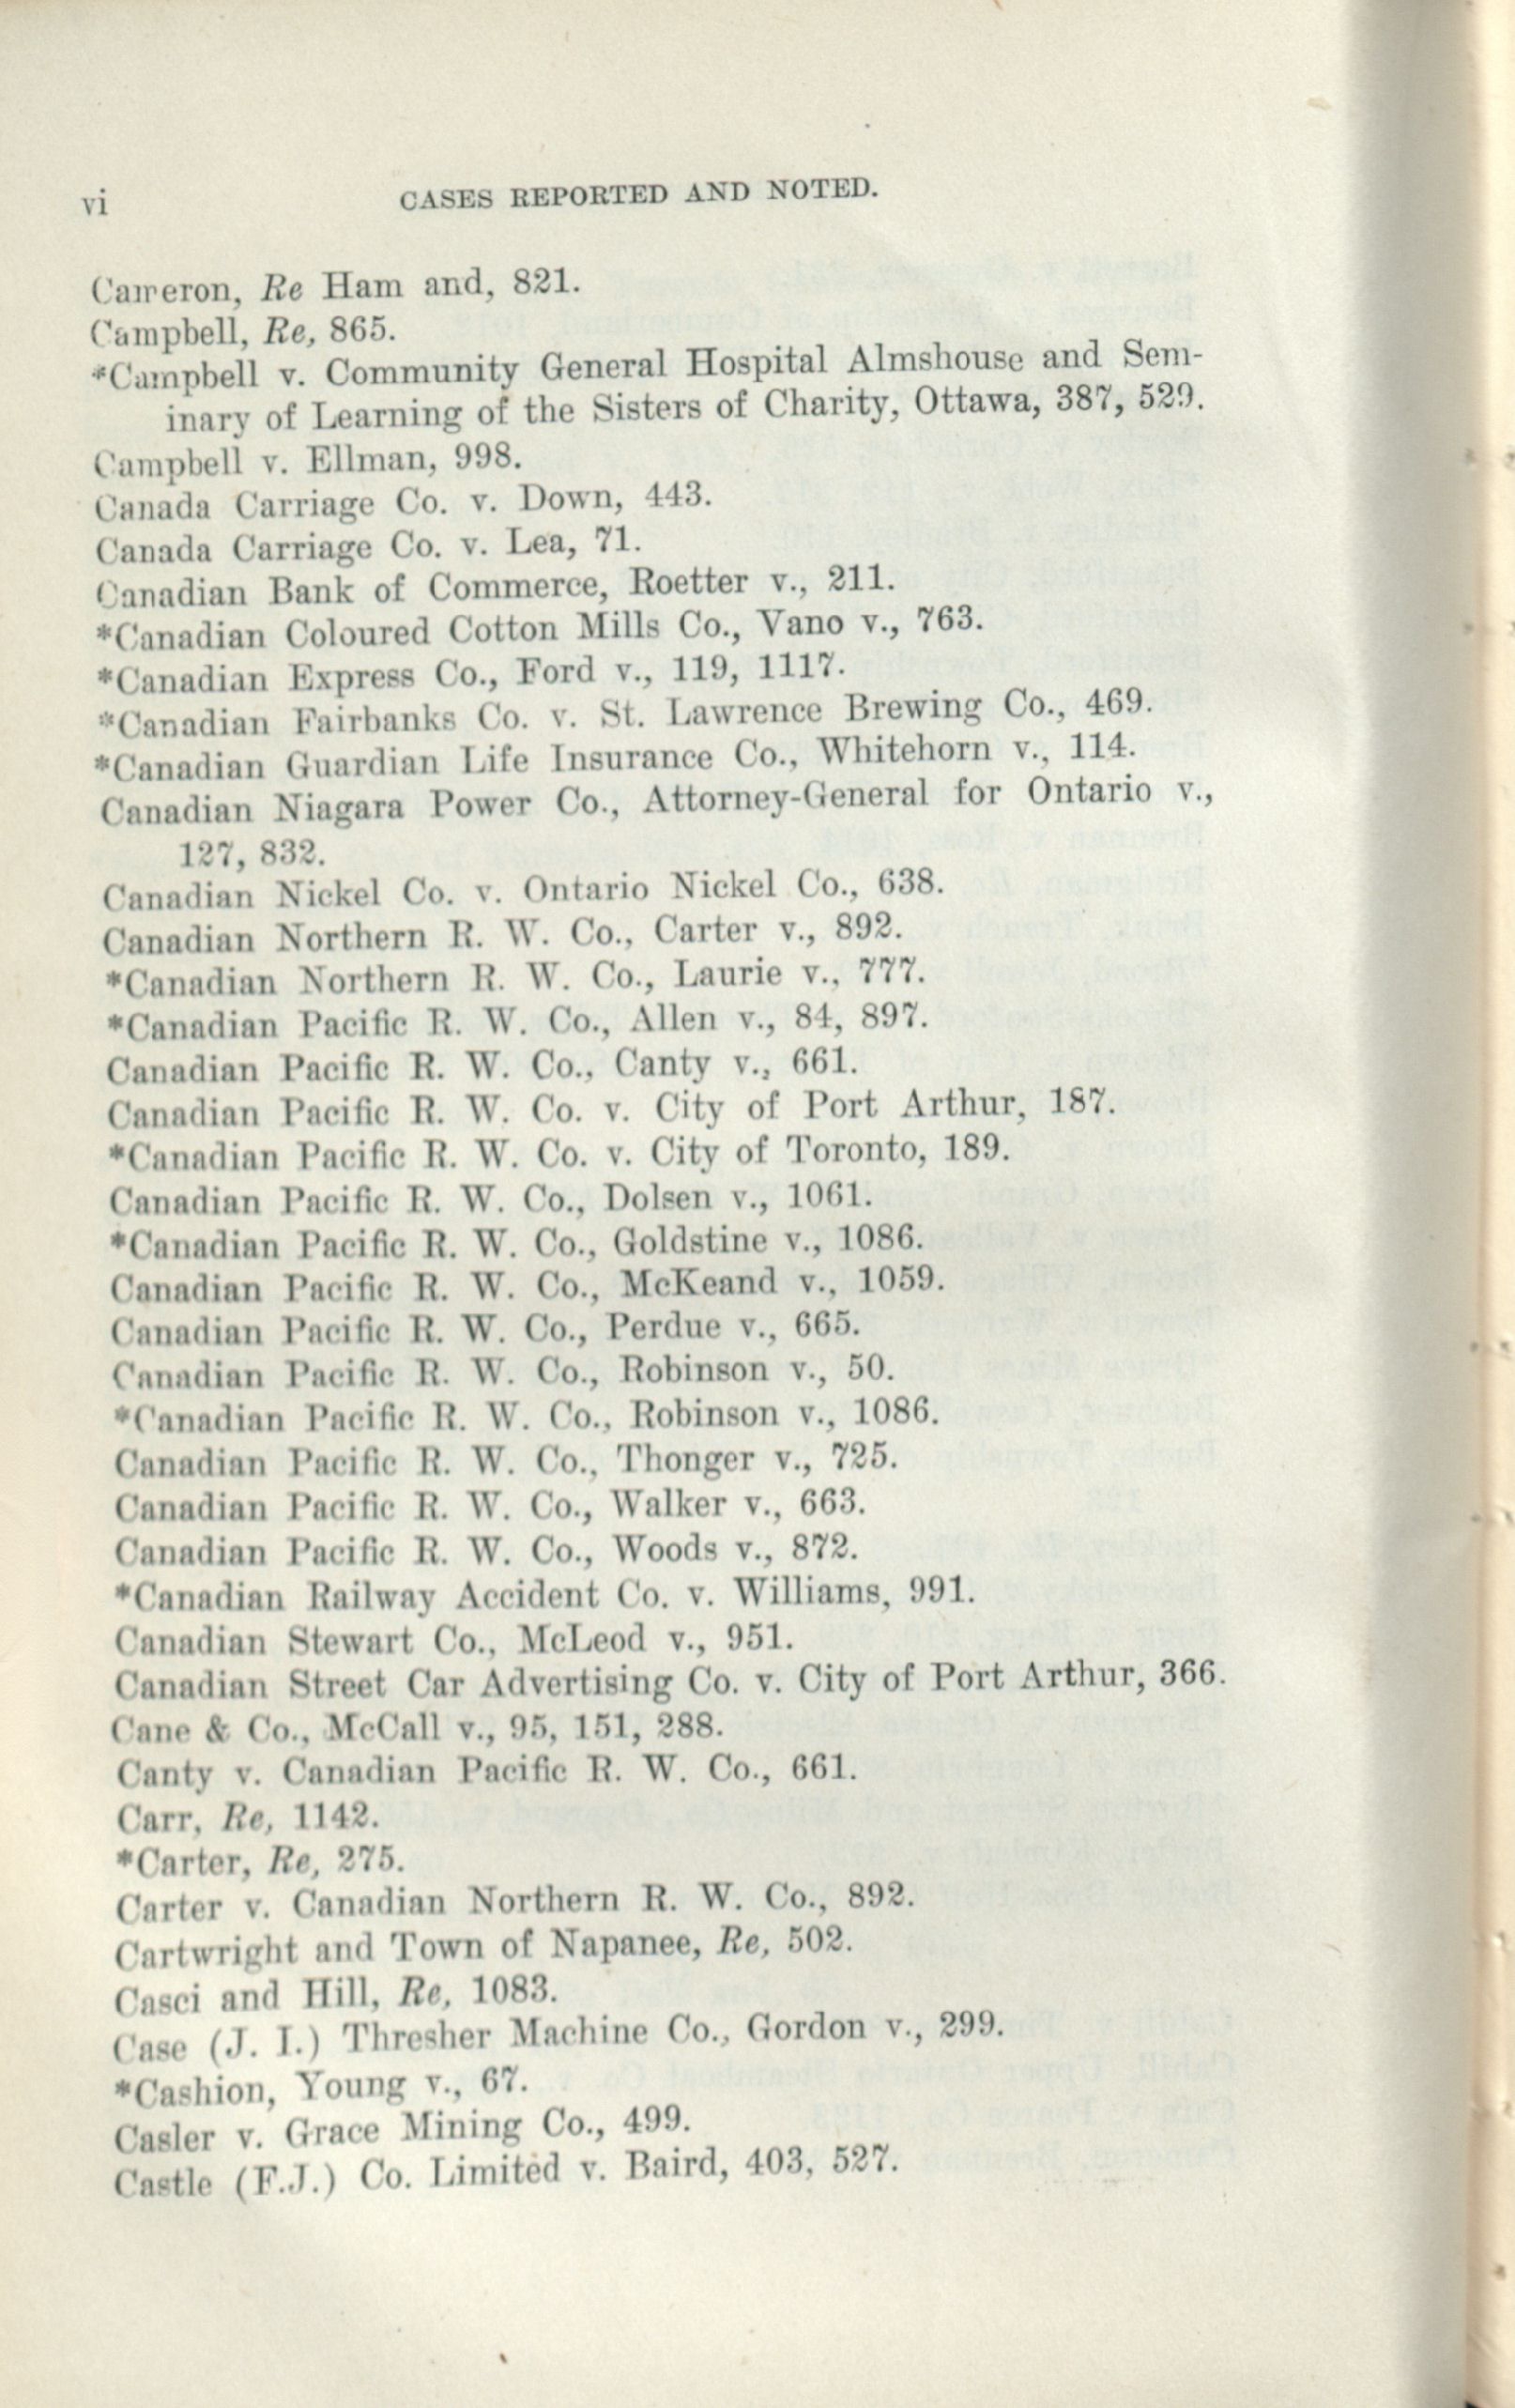 vi
CASES REPORTED AND NOTED.
Cameron, Re Ham and, 821.
Campbell, Re, 865.
*Campbell v. Community General Hospital Almshouse and Sem-
inary of Learning of the Sisters of Charity, Ottawa, 387, 529.
Campbell v. Ellman, 998.
Canada Carriage Co. v. Down, 443.
Canada Carriage Co. v. Lea, 71.
Canadian Bank of Commerce, Roetter v., 211.
*Canadian Coloured Cotton Mills Co., Vano v., 763.
*Canadian Express Co., Ford v., 119, 1117.
*Canadian Fairbanks Co. v. St. Lawrence Brewing Co., 469.
*Canadian Guardian Life Insurance Co., Whitehorn v., 114.
Canadian Niagara Power Co., Attorney-General for Ontario v.,
127, 832.
Canadian Nickel Co. v. Ontario Nickel Co., 638.
Canadian Northern R. W. Co., Carter v., 892.
*Canadian Northern R. W. Co., Laurie v., 777.
*Canadian Pacific R. W. Co., Allen v., 84, 897.
Canadian Pacific R. W. Co., Canty v., 661.
Canadian Pacific R. W. Co. v. City of Port Arthur, 187.
*Canadian Pacific R. W. Co. v. City of Toronto, 189.
Canadian Pacific R. W. Co., Dolsen v., 1061.
*Canadian Pacific R. W. Co., Goldstine v., 1086.
Canadian Pacific R. W. Co., McKeand v., 1059.
Canadian Pacific R. W. Co., Perdue v., 665.
Canadian Pacific R. W. Co., Robinson v., 50.
*Canadian Pacific R. W. Co., Robinson v., 1086.
Canadian Pacific R. W. Co., Thonger v., 725.
Canadian Pacific R. W. Co., Walker v., 663.
Canadian Pacific R. W. Co., Woods v., 872.
*Canadian Railway Accident Co. v. Williams, 991.
Canadian Stewart Co., McLeod v., 951.
Canadian Street Car Advertising Co. v. City of Port Arthur, 366.
Cane & Co., McCall v., 95, 151, 288.
Canty v. Canadian Pacific R. W. Co., 661.
Carr, Re, 1142.
*Carter, Re, 275.
Carter v. Canadian Northern R. W. Co., 892.
Cartwright and Town of Napanee, Re, 502.
Casci and Hill, Re, 1083.
Case (J. I.) Thresher Machine Co., Gordon v., 299.
*Cashion, Young v., 67.
Casler v. Grace Mining Co., 499.
Castle (F.J.) Co. Limited v. Baird, 403, 527.